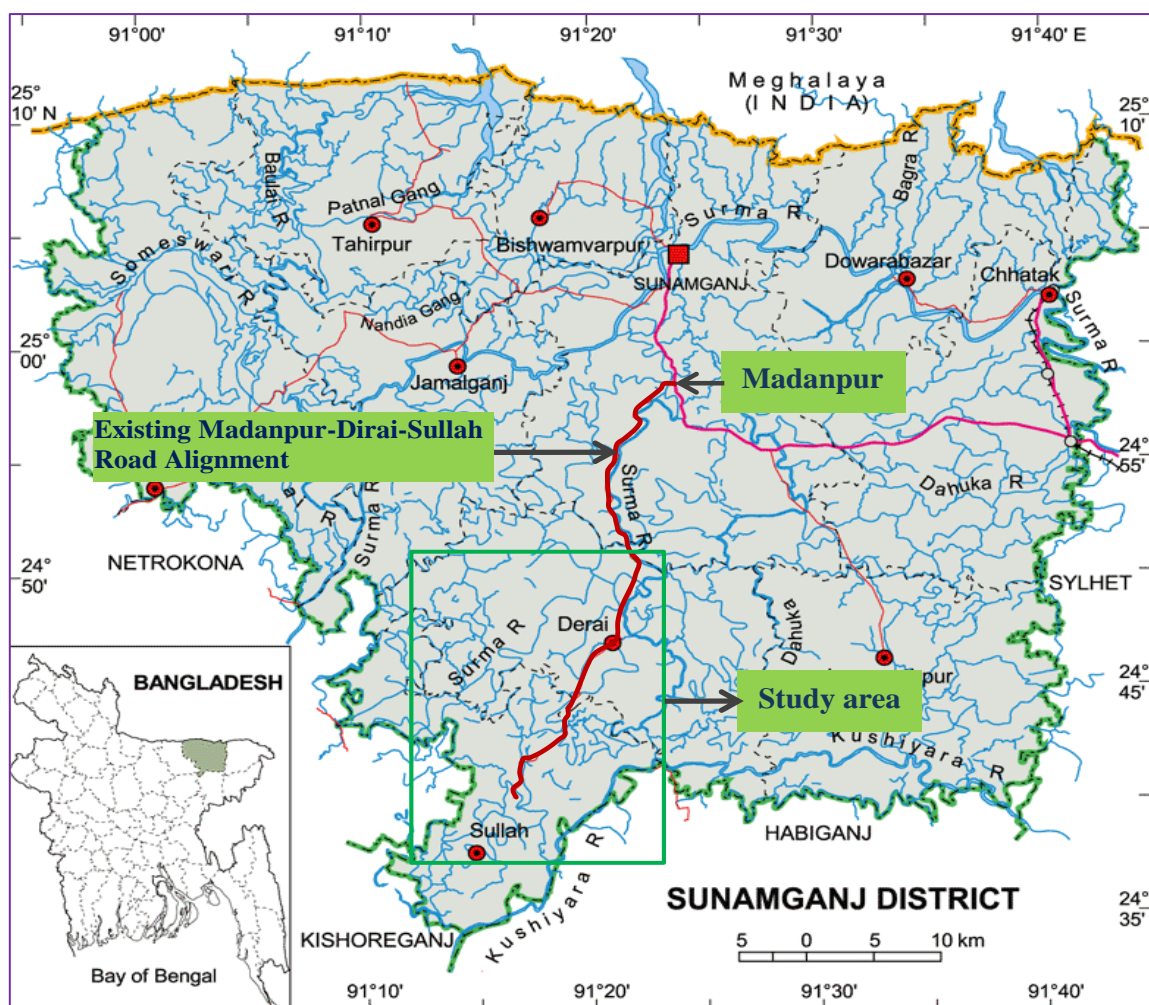 91°00'
91°10'
91°20'
91°30'
91°40' E
Meghalaya
(I N D I A)
25°
10' N
25°
10'
Baulai R
Patnal Gang
Bagra R
Surma R
Tahirpur
Bishwamvarpur
Someswari R
SUNAMGANJ
Dowarabazar
Chhatak
Surma R
Nandia Gang
25°
00'
Jamalganj
Madanpur
Existing Madanpur-Dirai-Sullah
Road Alignment
24°
55'
Surma R
Dahuka R
Surma R
NETROKONA
24°
50'
SYLHET
Derai
Surma R
Dahuka
24°
45'
Study area
pur
BANGLADESH
Kushiyara R
Sullah
HABIGANJ
SUNAMGANJ DISTRICT
24°
35'
KISHOREGANJ
Kushiyara R
5 0 5 10 km
Bay of Bengal
91°10'
91°20'
91°30'
91°40'